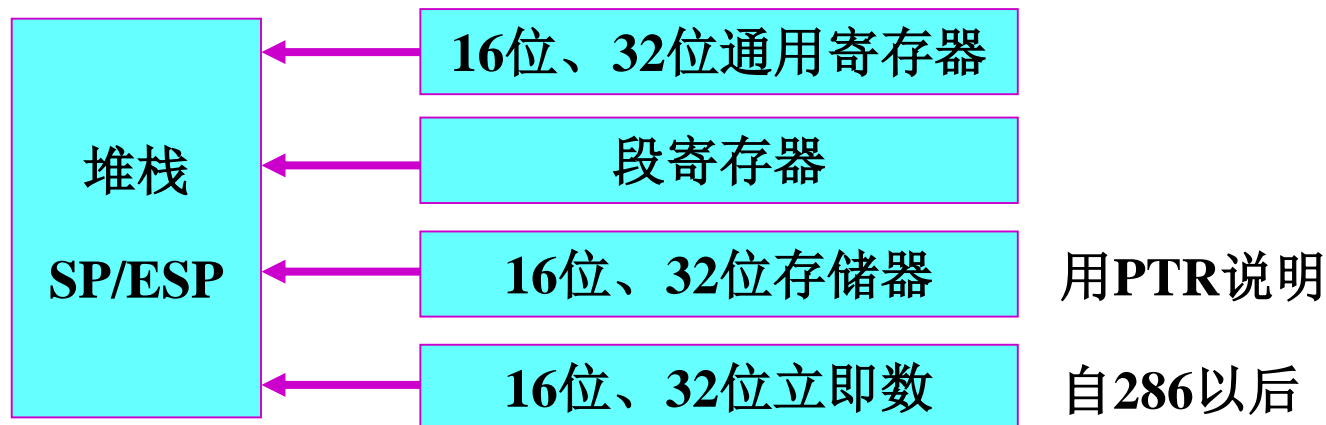 16位、32位通用寄存器
堆栈
SP/ESP
段寄存器
16位、32位存储器
用PTR说明
16位、32位立即数
自286以后